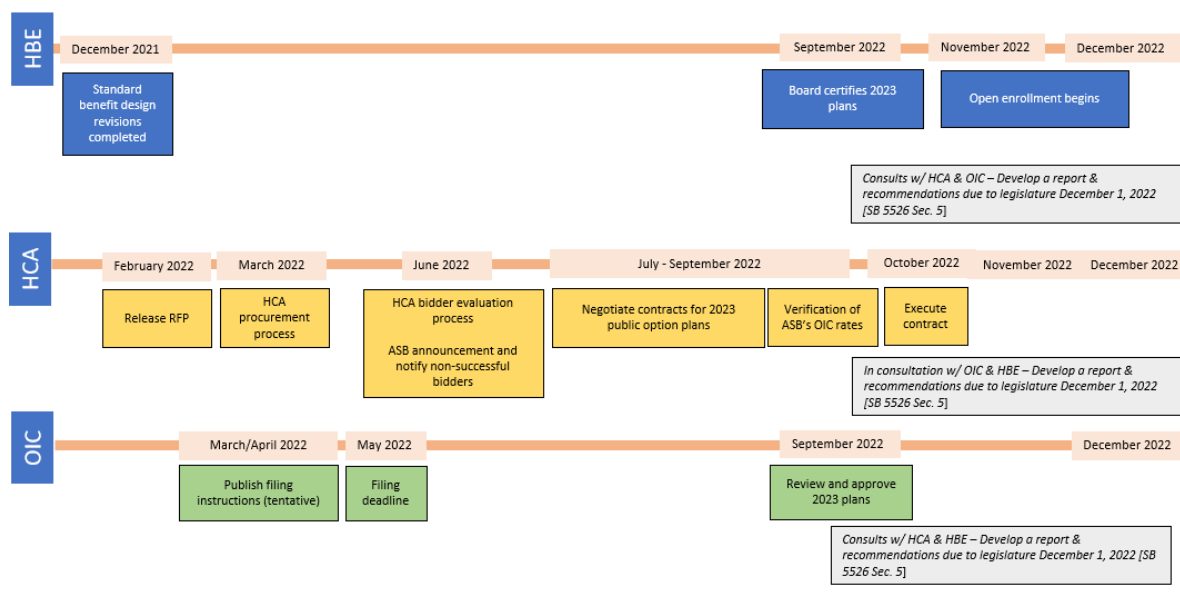 HBE
December 2021
September 2022
November 2022
December 2022
Standard
benefit design
revisions
completed
Board certifies 2023
plans
Open enrollment begins
Consults w/ HCA & OIC – Develop a report &
recommendations due to legislature December 1, 2022
[SB 5526 Sec. 5]
HCA
February 2022
March 2022
June 2022
July - September 2022
October 2022
November 2022
December 2022
Release RFP
HCA
procurement
process
HCA bidder evaluation
process
ASB announcement and
notify non-successful
bidders
Negotiate contracts for 2023
public option plans
Verification of
ASB's OIC rates
Execute
contract
In consultation w/ OIC & HBE – Develop a report &
recommendations due to legislature December 1, 2022
[SB 5526 Sec. 5]
OIC
March/April 2022
May 2022
September 2022
December 2022
Publish filing
instructions (tentative)
Filing
deadline
Review and approve
2023 plans
Consults w/ HCA & HBE – Develop a report &
recommendations due to legislature December 1, 2022 [SB
5526 Sec. 5]